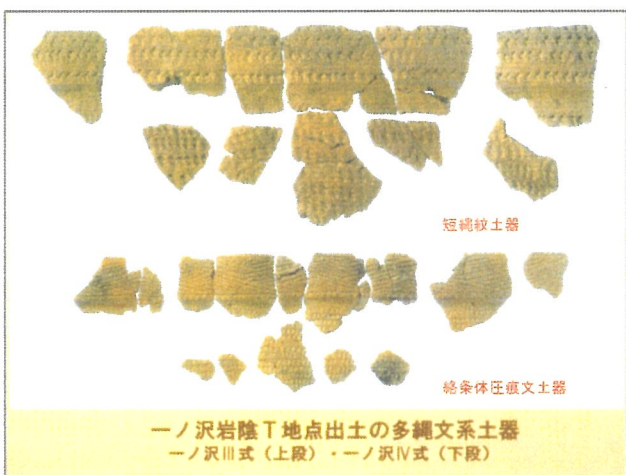 短縄紋土器
絡条体圧痕文土器
一ノ沢岩陰T地点出土の多縄文系土器
一ノ沢Ⅲ式(上段)・一ノ沢Ⅳ式(下段)